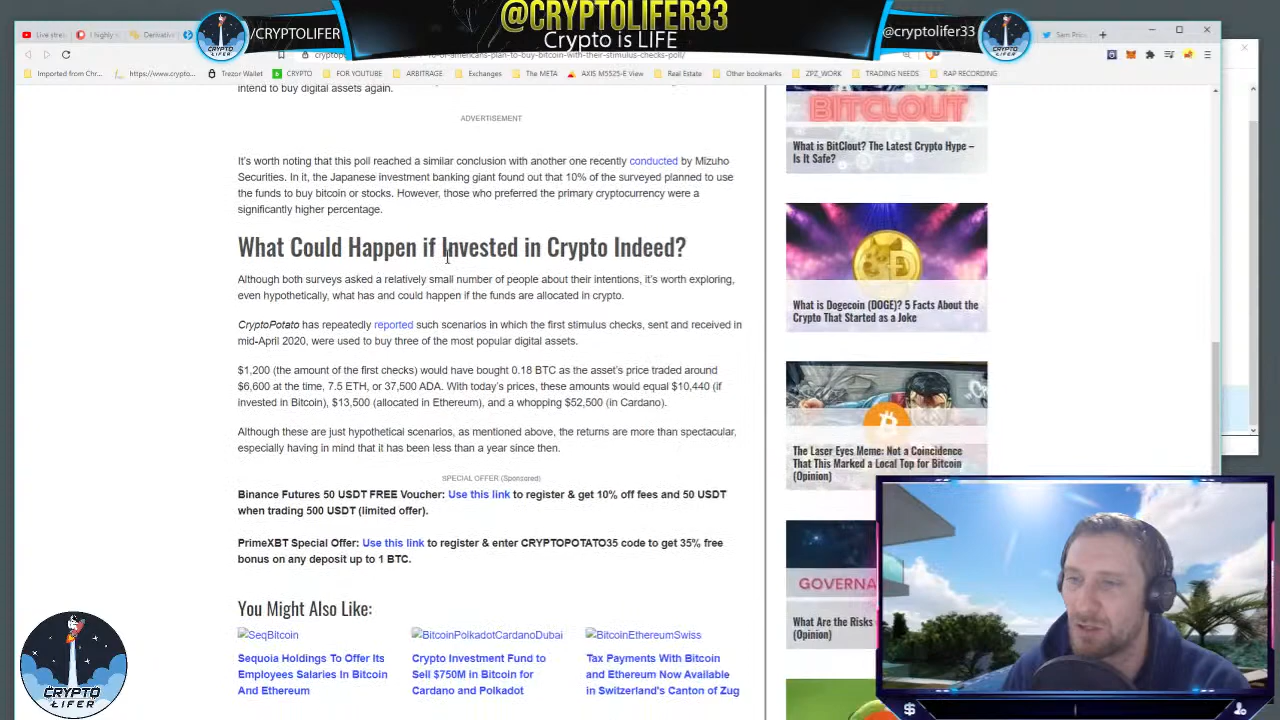 @CRYPTOLIFER33
Crypto is LIFE
/CRYPTOLIFER
@cryptolifer33
Live stre
I highly
Derivativ
Sem Pris
-of-americans-plan-to-buy-bitcoin-with-their-stimulus-checks-poll/
Imported from Chr...
https://www.crypto...
Trezor Wallet
CRYPTO
FOR YOUTUBE
ARBITRAGE
Exchanges
The META
AXIS M5525-E View
Real Estate
Other bookmarks
ZPZ_WORK
TRADING NEEDS
RAP RECORDING
intend to buy digital assets again.
ADVERTISEMENT
It's worth noting that this poll reached a similar conclusion with another one recently conducted by Mizuho
Securities. In it, the Japanese investment banking giant found out that 10% of the surveyed planned to use
the funds to buy bitcoin or stocks. However, those who preferred the primary cryptocurrency were a
significantly higher percentage.
What Could Happen if Invested in Crypto Indeed?
Although both surveys asked a relatively small number of people about their intentions, it's worth exploring,
even hypothetically, what has and could happen if the funds are allocated in crypto.
CryptoPotato has repeatedly reported such scenarios in which the first stimulus checks, sent and received in
mid-April 2020, were used to buy three of the most popular digital assets.
$1,200 (the amount of the first checks) would have bought 0.18 BTC as the asset's price traded around
$6,600 at the time, 7.5 ETH, or 37,500 ADA. With today's prices, these amounts would equal $10,440 (if
invested in Bitcoin), $13,500 (allocated in Ethereum), and a whopping $52,500 (in Cardano).
Although these are just hypothetical scenarios, as mentioned above, the returns are more than spectacular,
especially having in mind that it has been less than a year since then.
SPECIAL OFFER (Sponsored)
Binance Futures 50 USDT FREE Voucher: Use this link to register & get 10% off fees and 50 USDT
when trading 500 USDT (limited offer).
PrimeXBT Special Offer: Use this link to register & enter CRYPTOPOTATO35 code to get 35% free
bonus on any deposit up to 1 BTC.
You Might Also Like:
SeqBitcoin
BitcoinPolkadotCardanoDubai
BitcoinEthereumSwiss
Sequoia Holdings To Offer Its
Employees Salaries In Bitcoin
And Ethereum
Crypto Investment Fund to
Sell $750M in Bitcoin for
Cardano and Polkadot
Tax Payments With Bitcoin
and Ethereum Now Available
in Switzerland's Canton of Zug
BITCLOUT
What is BitClout? The Latest Crypto Hype –
Is It Safe?
What is Dogecoin (DOGE)? 5 Facts About the
Crypto That Started as a Joke
The Laser Eyes Meme: Not a Coincidence
That This Marked a Local Top for Bitcoin
(Opinion)
GOVERNA
What Are the Risks
(Opinion)
CRYPTO
LIFER